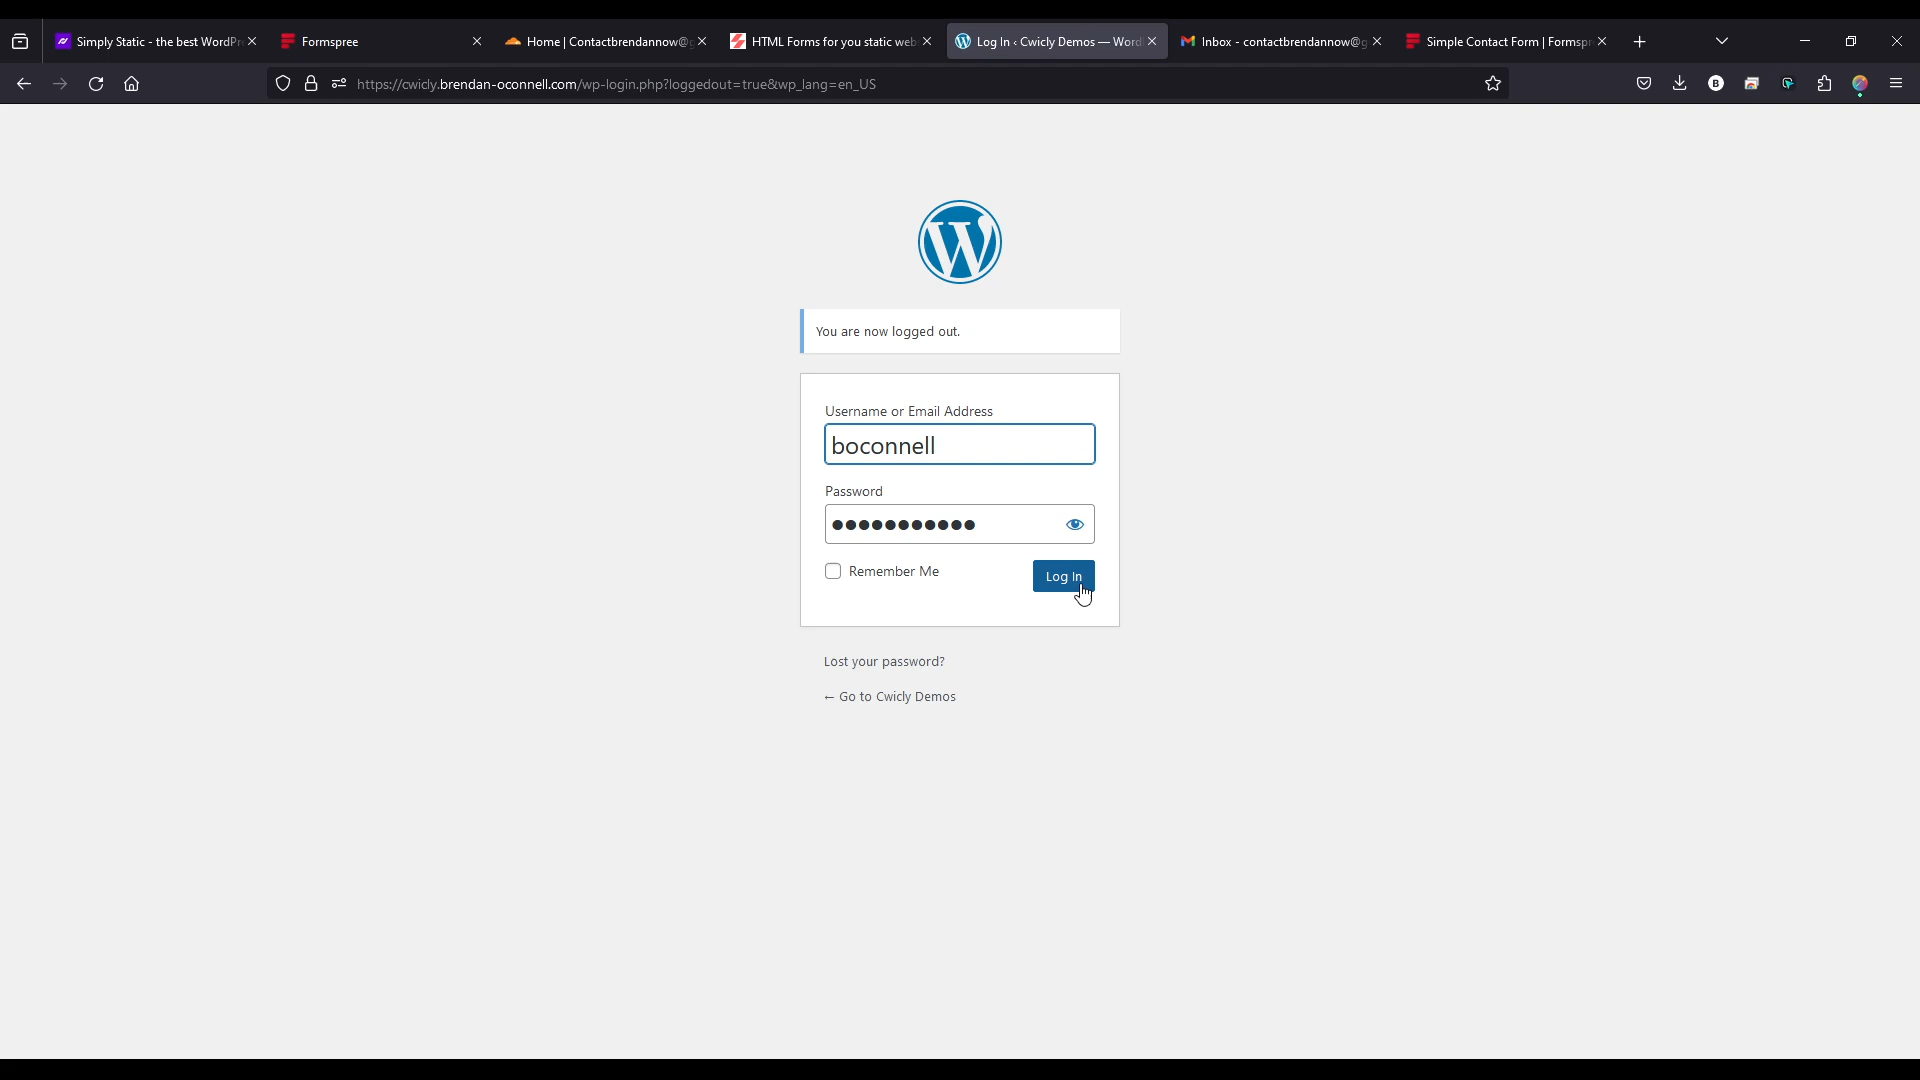 Simply Static - the best WordPr
Formspree
Home | Contactbrendannow@g
HTML Forms for you static web
Log In ‹ Cwicly Demos — Word
Inbox - contactbrendannow@g
Simple Contact Form | Formspr
https://cwicly.brendan-oconnell.com/wp-login.php?loggedout=true&wp_lang=en_US
B
You are now logged out.
Username or Email Address
boconnell
Password
Remember Me
Log In
Lost your password?
← Go to Cwicly Demos